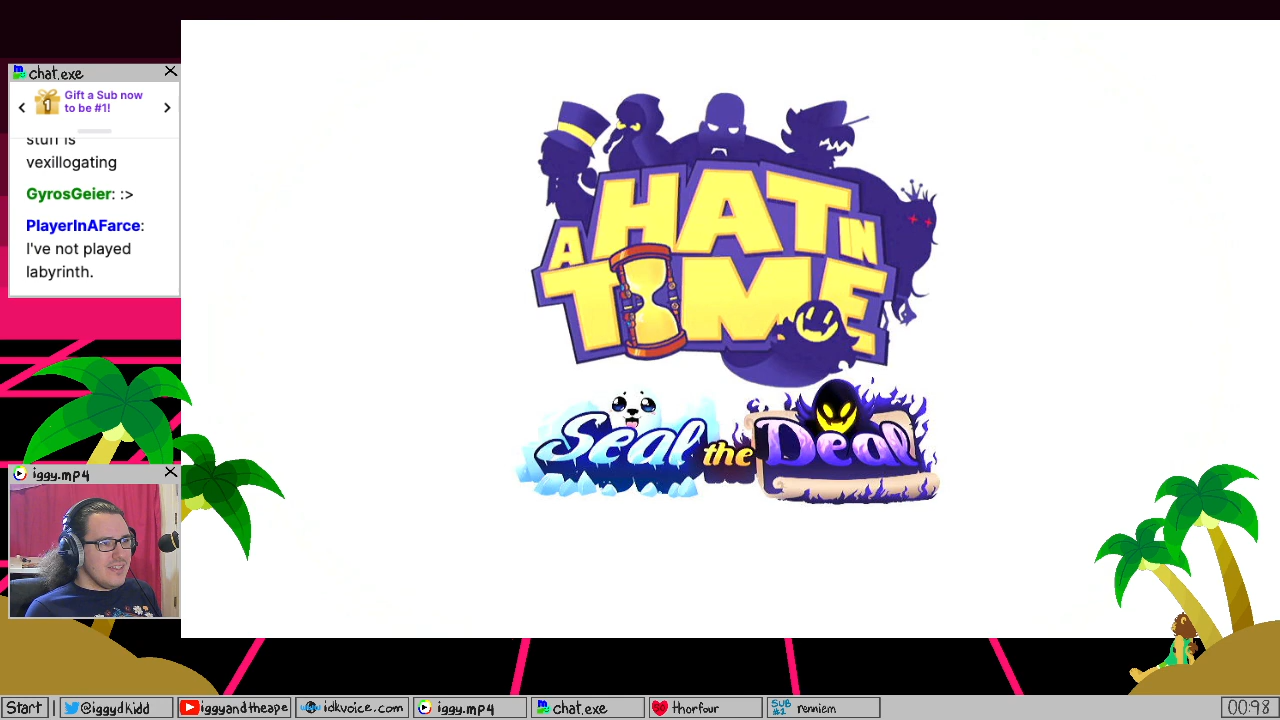 chat.exe
Gift a Sub now
to be #1!
1
stuff is
vexillogating
GyrosGeier: :>
PlayerInAFarce:
I've not played
labyrinth.
A HAT IN
TIME
Seal the Deal
iggy.mp4
Start | @iggydkidd iggyandtheape idkvoice.com iggy.mp4 chat.exe thorfour SUB #2 renniem 00:98